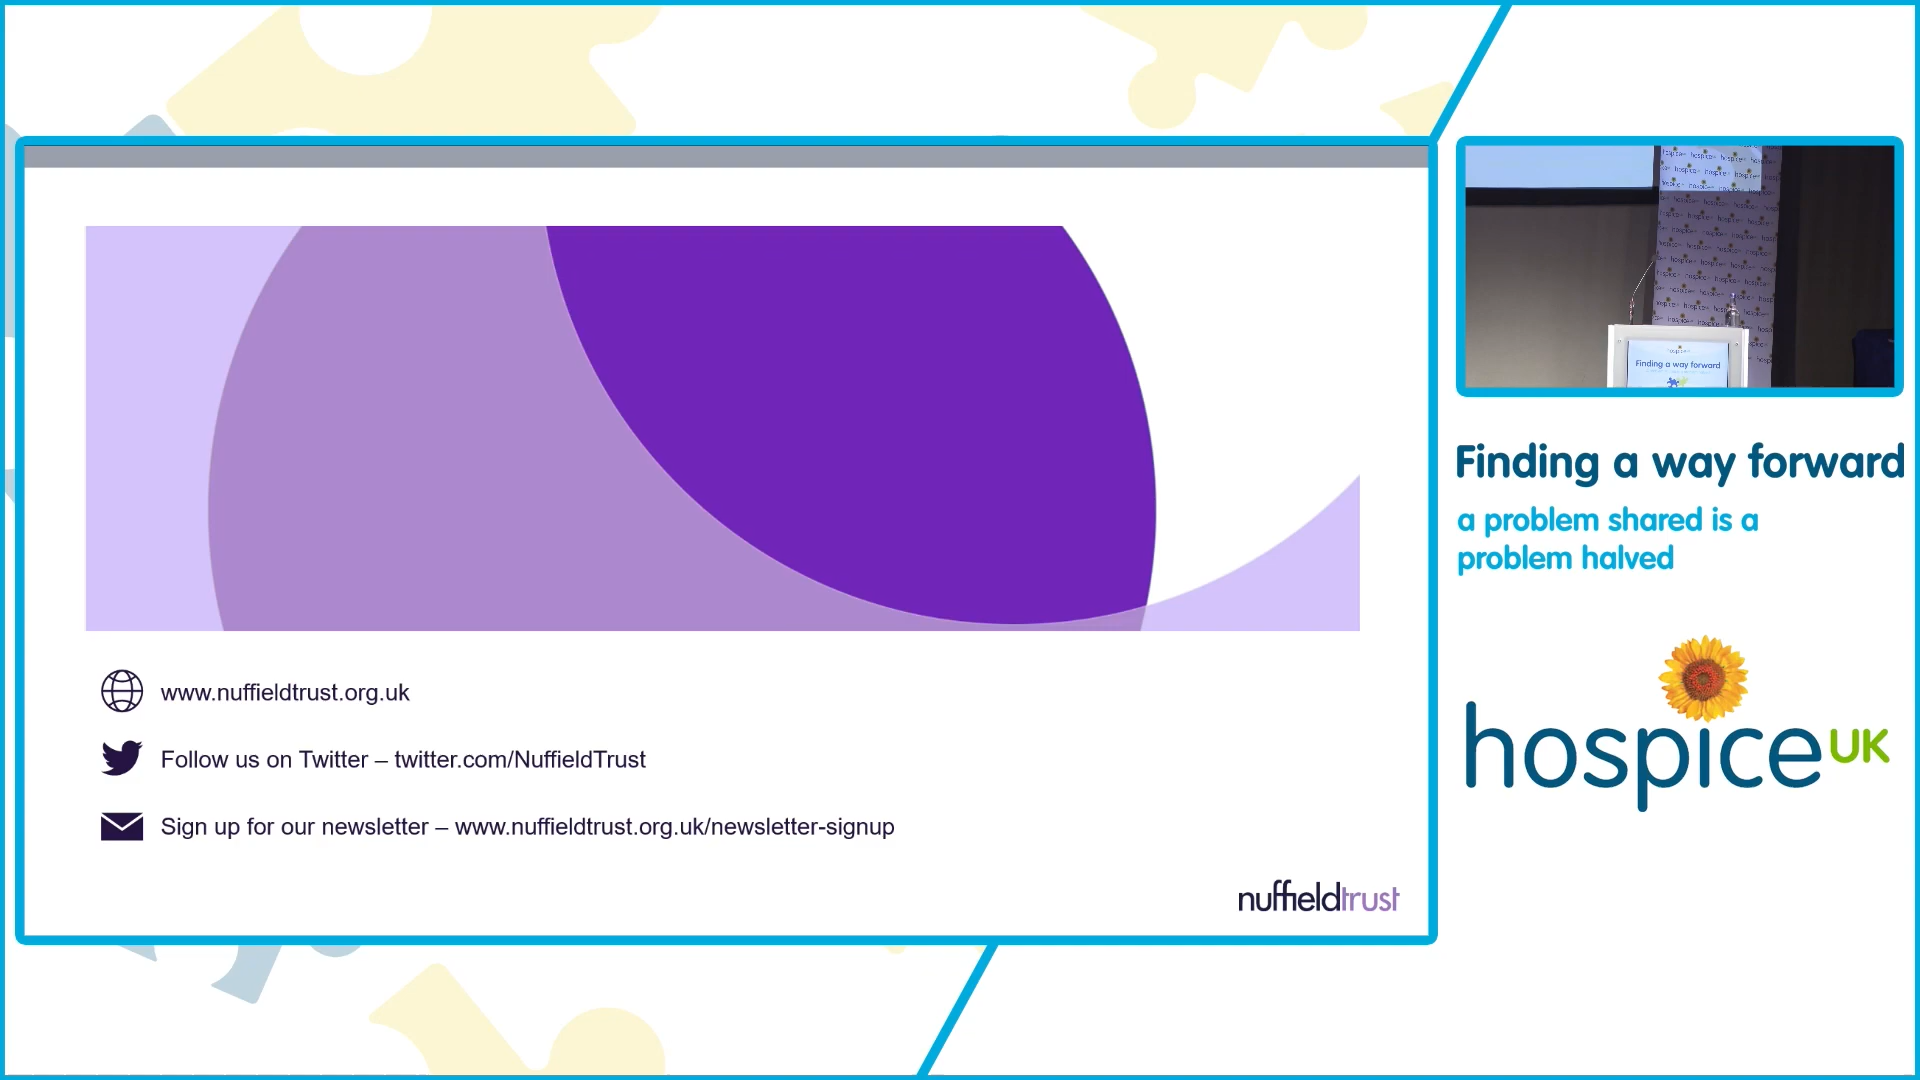 www.nuffieldtrust.org.uk
Follow us on Twitter – twitter.com/NuffieldTrust
Sign up for our newsletter – www.nuffieldtrust.org.uk/newsletter-signup
nuffieldtrust
Finding a way forward
Finding a way forward
a problem shared is a
problem halved
hospice UK